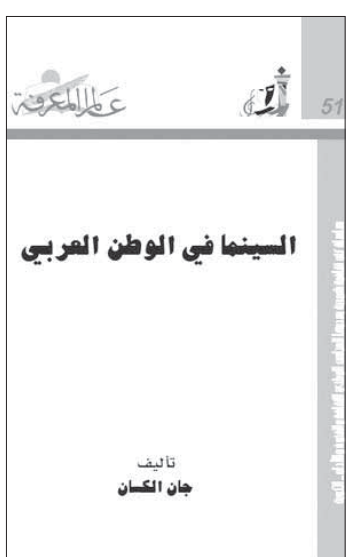 عالم المعرفة
51
السينما في الوطن العربي
تأليف
جان الكسان